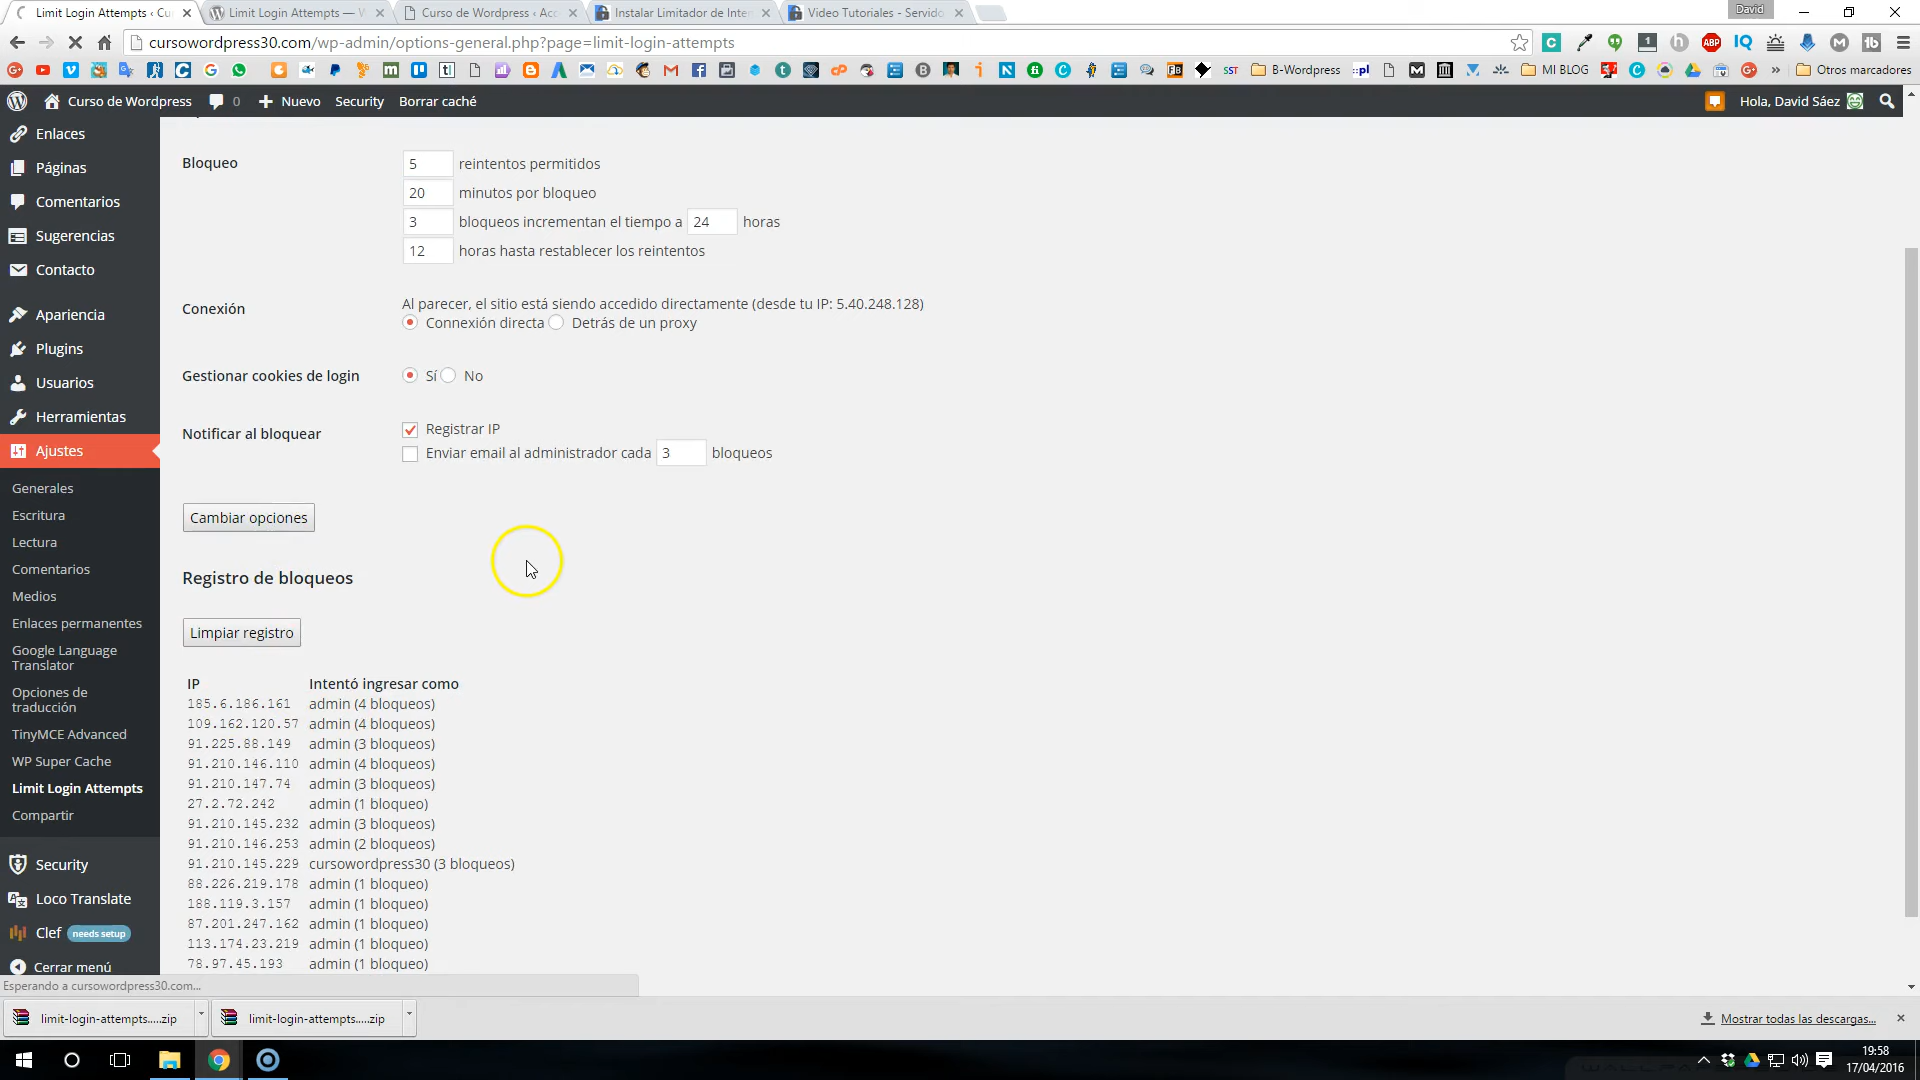 Limit Login Attempts ‹ Cu
Limit Login Attempts — W
Curso de Wordpress ‹ Acc
Instalar Limitador de Inten
Video Tutoriales - Servido
David
cursowordpress30.com/wp-admin/options-general.php?page=limit-login-attempts
B-Wordpress
MI BLOG
Otros marcadores
Curso de Wordpress
0
Nuevo
Security
Borrar caché
Hola, David Sáez
Enlaces
Páginas
Comentarios
Sugerencias
Contacto
Apariencia
Plugins
Usuarios
Herramientas
Ajustes
Generales
Escritura
Lectura
Comentarios
Medios
Enlaces permanentes
Google Language
Translator
Opciones de
traducción
TinyMCE Advanced
WP Super Cache
Limit Login Attempts
Compartir
Security
Loco Translate
Clef needs setup
Cerrar menú
Bloqueo
5 reintentos permitidos
20 minutos por bloqueo
3 bloqueos incrementan el tiempo a 24 horas
12 horas hasta restablecer los reintentos
Conexión
Al parecer, el sitio está siendo accedido directamente (desde tu IP: 5.40.248.128)
Connexión directa Detrás de un proxy
Gestionar cookies de login
Sí No
Notificar al bloquear
Registrar IP
Enviar email al administrador cada 3 bloqueos
Cambiar opciones
Registro de bloqueos
Limpiar registro
IP Intentó ingresar como
185.6.186.161 admin (4 bloqueos)
109.162.120.57 admin (4 bloqueos)
91.225.88.149 admin (3 bloqueos)
91.210.146.110 admin (4 bloqueos)
91.210.147.74 admin (3 bloqueos)
27.2.72.242 admin (1 bloqueo)
91.210.145.232 admin (3 bloqueos)
91.210.146.253 admin (2 bloqueos)
91.210.145.229 cursowordpress30 (3 bloqueos)
88.226.219.178 admin (1 bloqueo)
188.119.3.157 admin (1 bloqueo)
87.201.247.162 admin (1 bloqueo)
113.174.23.219 admin (1 bloqueo)
78.97.45.193 admin (1 bloqueo)
Esperando a cursowordpress30.com...
limit-login-attempts.....zip
limit-login-attempts.....zip
Mostrar todas las descargas...
19:58
17/04/2016